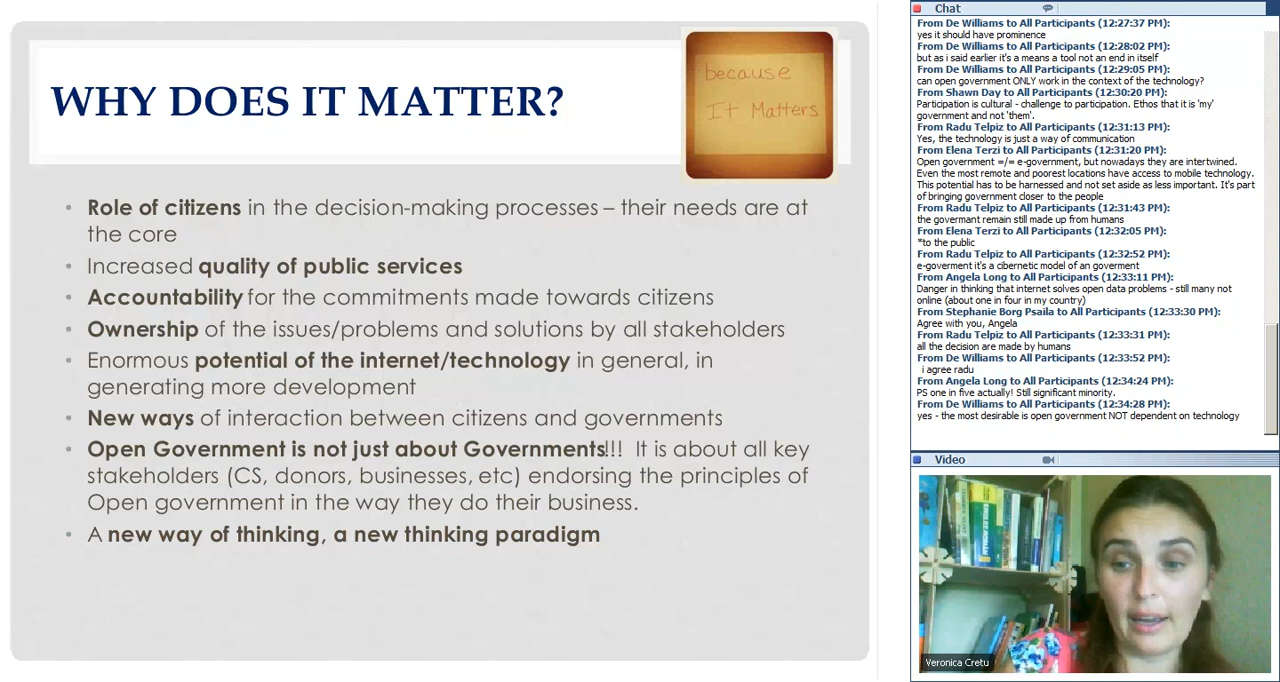 WHY DOES IT MATTER?
because
It Matters
Role of citizens in the decision-making processes – their needs are at
the core
Increased quality of public services
Accountability for the commitments made towards citizens
Ownership of the issues/problems and solutions by all stakeholders
Enormous potential of the internet/technology in general, in
generating more development
New ways of interaction between citizens and governments
Open Government is not just about Governments!!! It is about all key
stakeholders (CS, donors, businesses, etc) endorsing the principles of
Open government in the way they do their business.
A new way of thinking, a new thinking paradigm
Chat
From De Williams to All Participants (12:27:37 PM):
yes it should have prominence
From De Williams to All Participants (12:28:02 PM):
but as i said earlier it's a means a tool not an end in itself
From De Williams to All Participants (12:29:05 PM):
can open government ONLY work in the context of the technology?
From Shawn Day to All Participants (12:30:20 PM):
Participation is cultural - challenge to participation. Ethos that it is 'my'
government and not 'them'.
From Radu Telpiz to All Participants (12:31:13 PM):
Yes, the technology is just a way of communication
From Elena Terzi to All Participants (12:31:20 PM):
Open government =/= e-government, but nowadays they are intertwined.
Even the most remote and poorest locations have access to mobile technology.
This potential has to be harnessed and not set aside as less important. It's part
of bringing government closer to the people
From Radu Telpiz to All Participants (12:31:43 PM):
the governant remain still made up from humans
From Elena Terzi to All Participants (12:32:05 PM):
*to the public
From Radu Telpiz to All Participants (12:32:52 PM):
e-goverment it's a cibernetic model of an goverment
From Angela Long to All Participants (12:33:11 PM):
Danger in thinking that internet solves open data problems - still many not
online (about one in four in my country)
From Stephanie Borg Psaila to All Participants (12:33:30 PM):
Agree with you, Angela
From Radu Telpiz to All Participants (12:33:31 PM):
all the decision are made by humans
From De Williams to All Participants (12:33:52 PM):
i agree radu
From Angela Long to All Participants (12:34:24 PM):
PS one in five actually! Still significant minority.
From De Williams to All Participants (12:34:28 PM):
yes - the most desirable is open government NOT dependent on technology
Video
Veronica Cretu